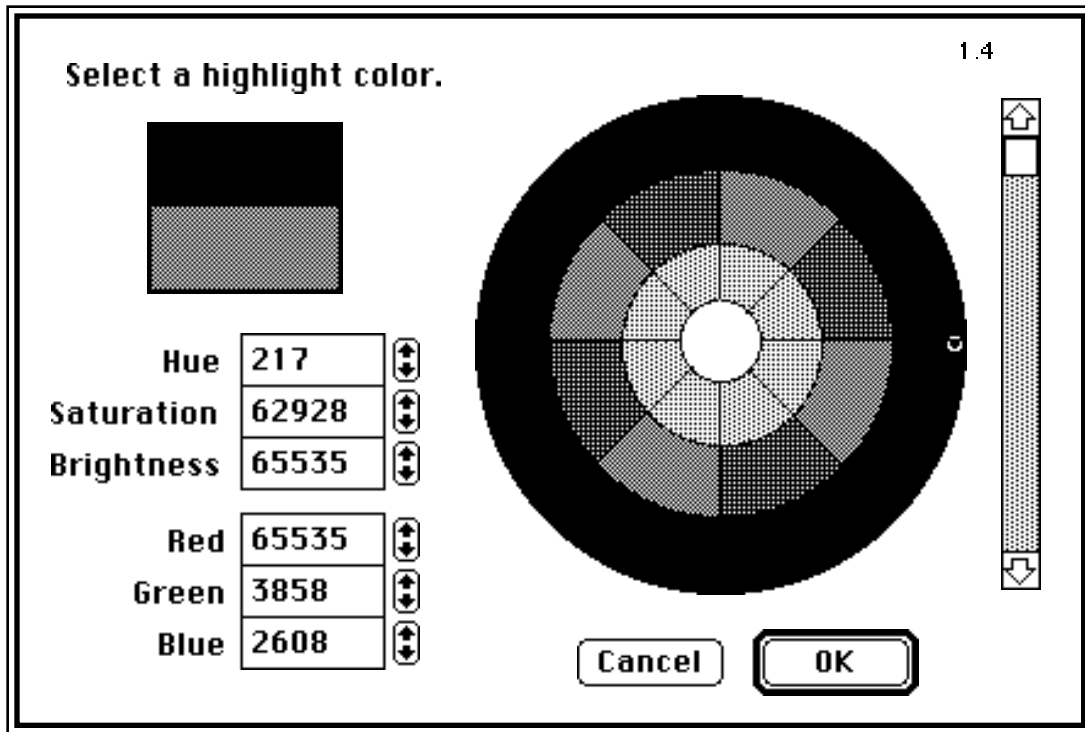 1.4
Select a highlight color.
Hue 217
Saturation 62928
Brightness 65535
Red 65535
Green 3858
Blue 2608
Cancel OK